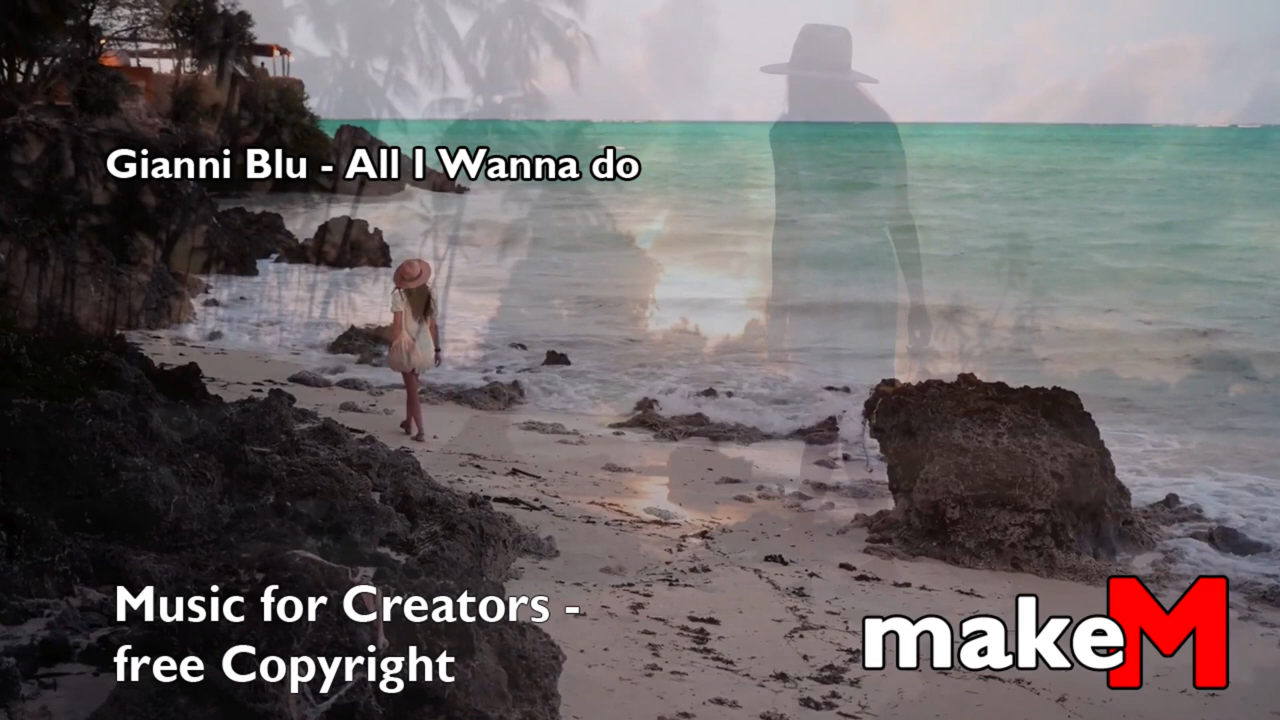 Gianni Blu - All I Wanna do
Music for Creators -
free Copyright
makeM